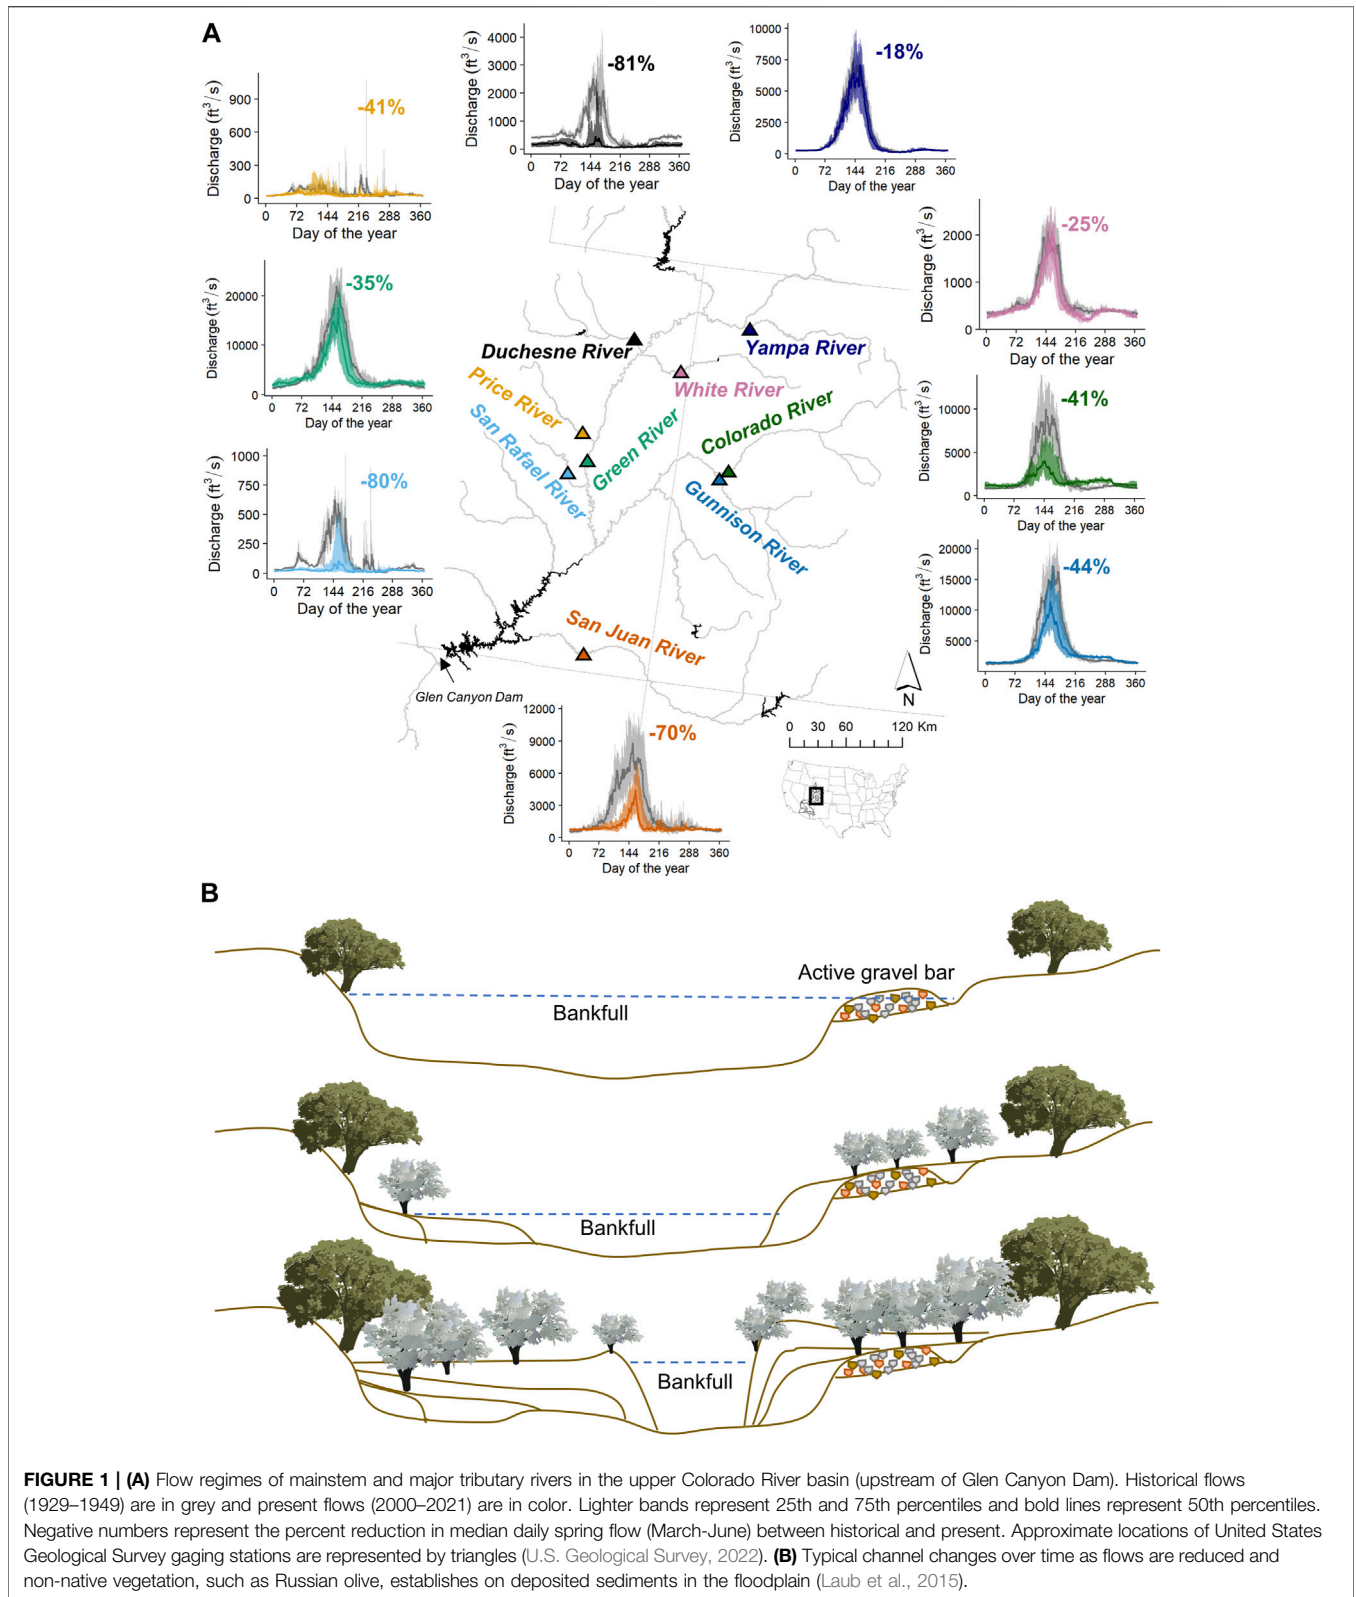 A
Discharge (ft³/s)
4000
3000
2000
1000
0
-81%
0 72 144 216 288 360
Day of the year
Discharge (ft³/s)
10000
7500
5000
2500
0
-18%
0 72 144 216 288 360
Day of the year
Discharge (ft³/s)
900
600
300
0
-41%
0 72 144 216 288 360
Day of the year
Discharge (ft³/s)
2000
1000
0
-25%
0 72 144 216 288 360
Day of the year
Discharge (ft³/s)
20000
10000
0
-35%
0 72 144 216 288 360
Day of the year
Duchesne River
Yampa River
White River
Price River
San Rafael River
Green River
Colorado River
Gunnison River
San Juan River
Glen Canyon Dam
Discharge (ft³/s)
10000
5000
0
-41%
0 72 144 216 288 360
Day of the year
Discharge (ft³/s)
1000
750
500
250
0
-80%
0 72 144 216 288 360
Day of the year
Discharge (ft³/s)
20000
15000
10000
5000
-44%
0 72 144 216 288 360
Day of the year
Discharge (ft³/s)
12000
9000
6000
3000
0
-70%
0 72 144 216 288 360
Day of the year
N
0 30 60 120 Km
B
Active gravel bar
Bankfull
Bankfull
Bankfull
FIGURE 1 | (A) Flow regimes of mainstem and major tributary rivers in the upper Colorado River basin (upstream of Glen Canyon Dam). Historical flows
(1929–1949) are in grey and present flows (2000–2021) are in color. Lighter bands represent 25th and 75th percentiles and bold lines represent 50th percentiles.
Negative numbers represent the percent reduction in median daily spring flow (March-June) between historical and present. Approximate locations of United States
Geological Survey gaging stations are represented by triangles (U.S. Geological Survey, 2022). (B) Typical channel changes over time as flows are reduced and
non-native vegetation, such as Russian olive, establishes on deposited sediments in the floodplain (Laub et al., 2015).